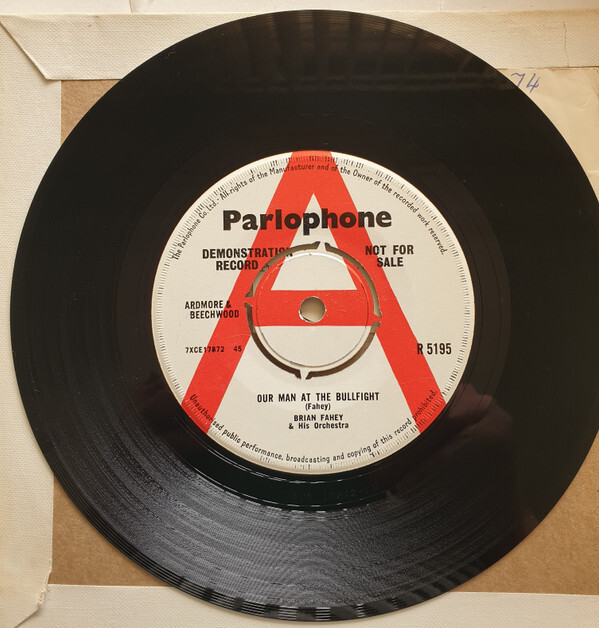 74
The Parlophone Co. Ltd.- All rights of the Manufacturer and of the Owner of the recorded work reserved.
Parlophone
DEMONSTRATION
RECORD
NOT FOR
SALE
ARDMORE &
BEECHWOOD
7XCE17872 45
R 5195
OUR MAN AT THE BULLFIGHT
(Fahey)
BRIAN FAHEY
& His Orchestra
Unauthorised public performance, broadcasting and copying of this record prohibited.